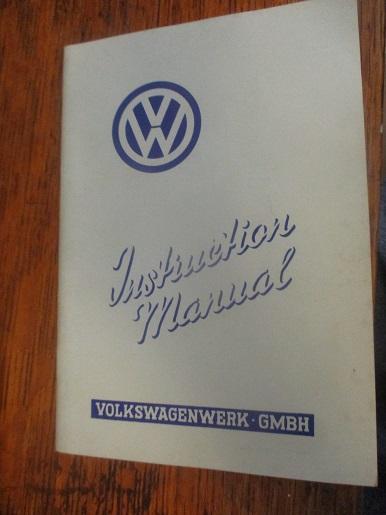 VW
Instruction
Manual
VOLKSWAGENWERK · GMBH